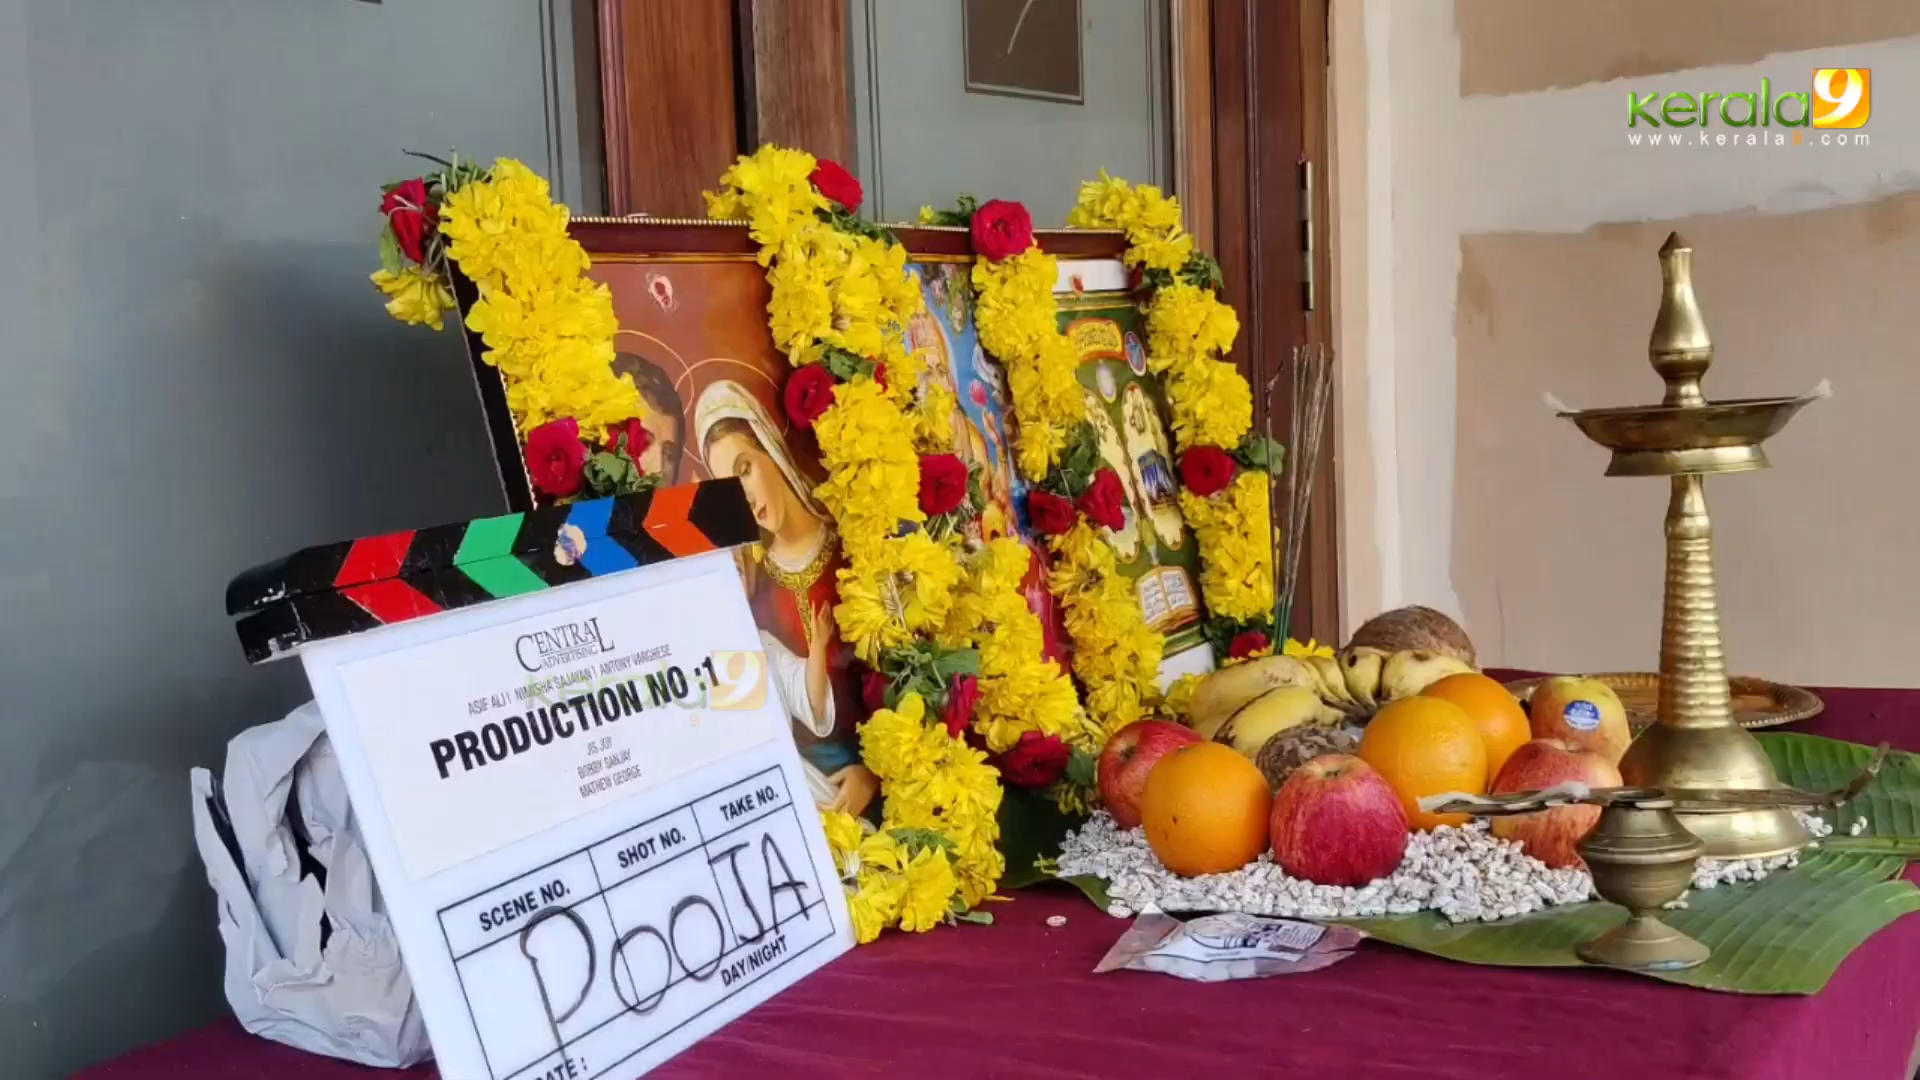 kerala9
www.kerala9.com
CENTRAL
ADVERTISING
ASIF ALI | NIMISHA SAJAYAN | ANTONY VARGHESE
PRODUCTION NO :1
JIS JOY
BOBBY SANJAY
MATHEW GEORGE
SCENE NO. SHOT NO. TAKE NO.
POOJA
DAY/NIGHT
DATE :